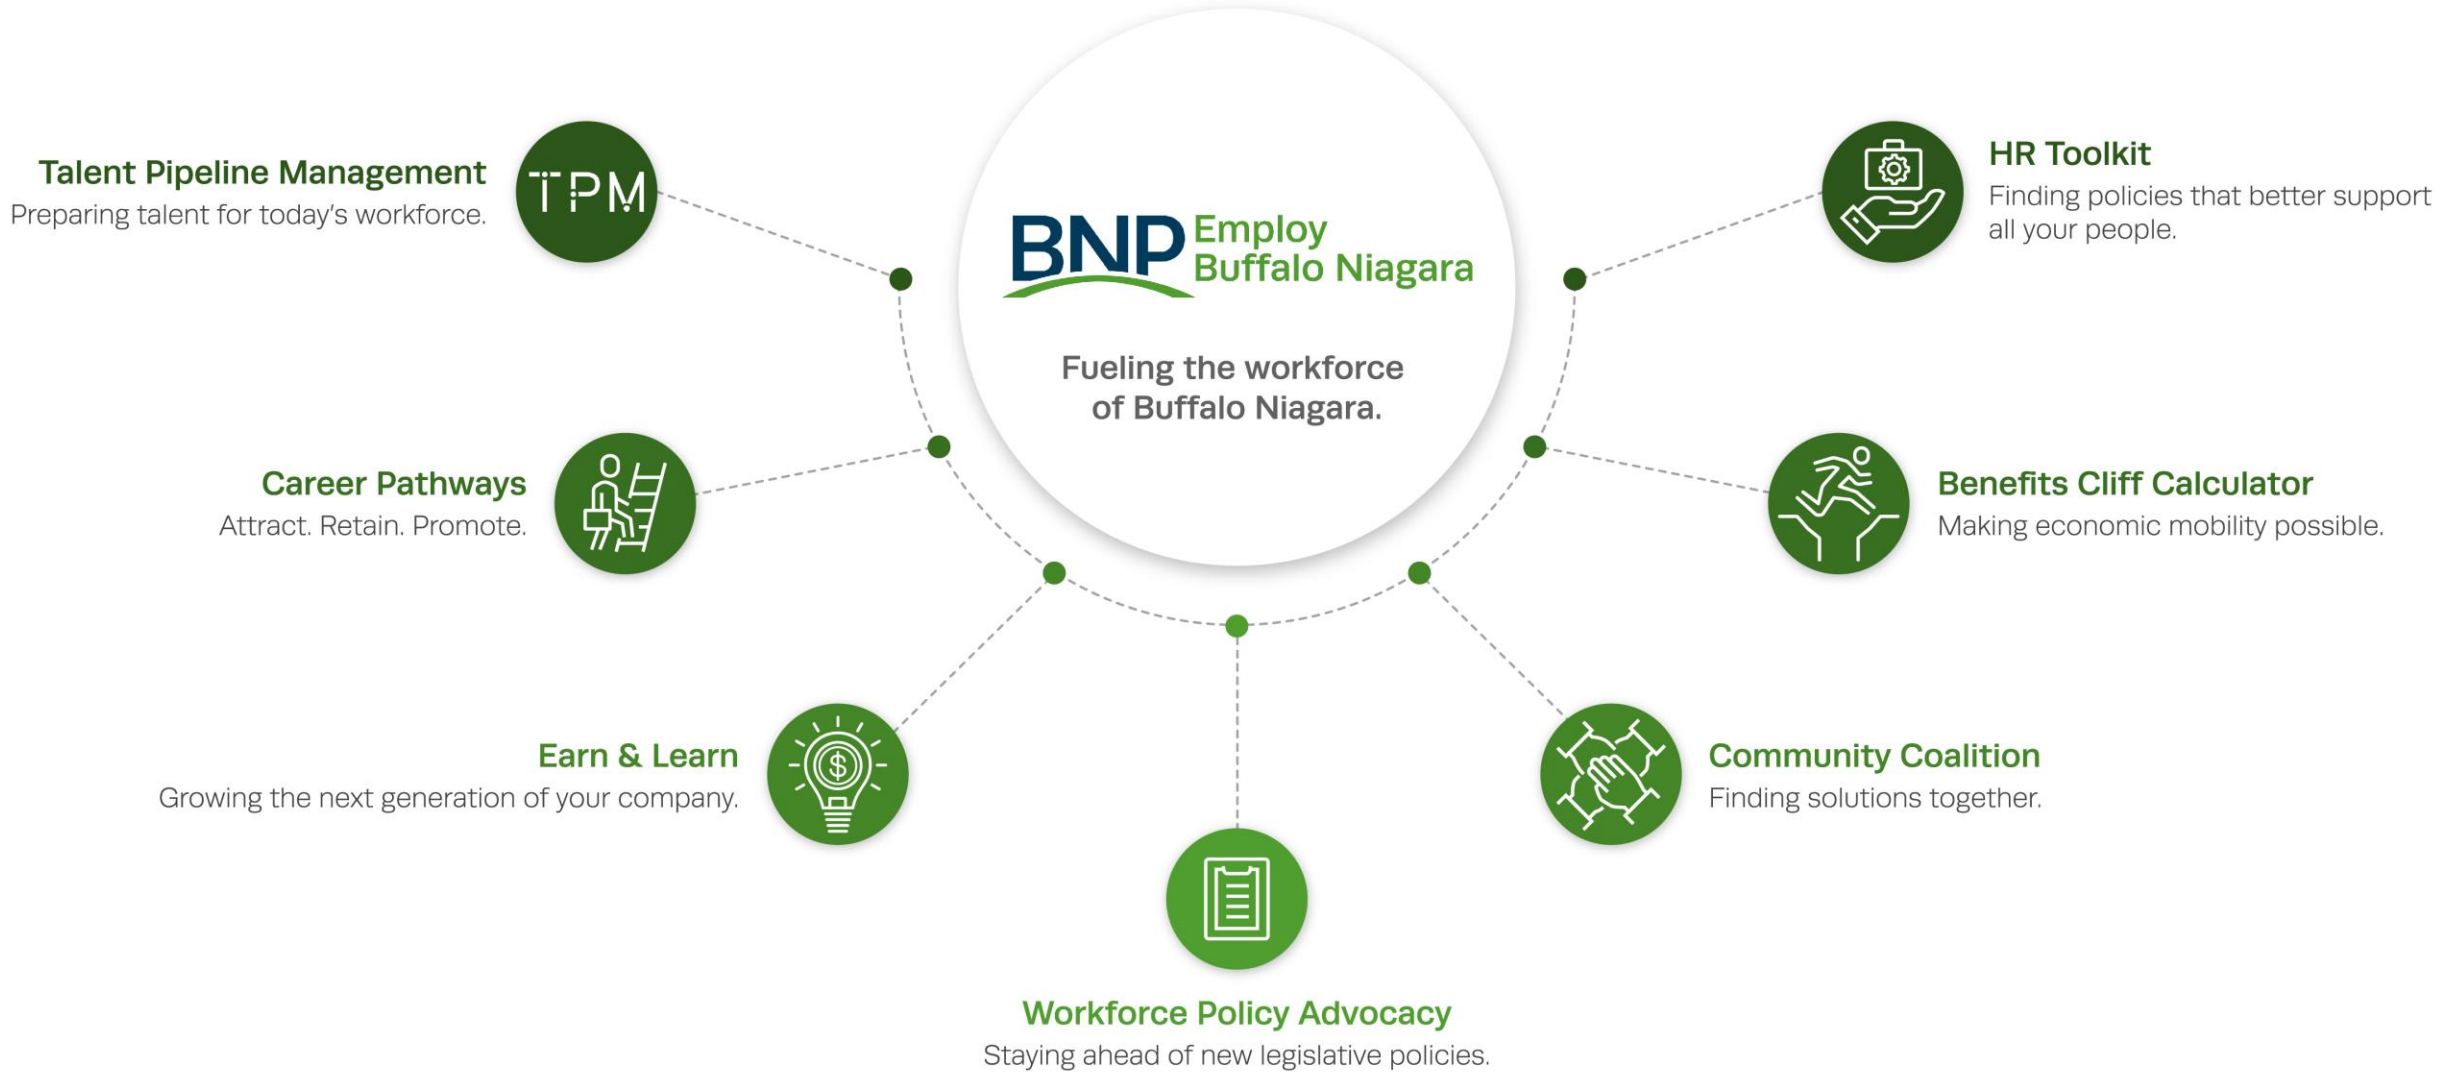 BNP Employ
Buffalo Niagara
Fueling the workforce
of Buffalo Niagara.
TPM
Talent Pipeline Management
Preparing talent for today's workforce.
Career Pathways
Attract. Retain. Promote.
$
Earn & Learn
Growing the next generation of your company.
Workforce Policy Advocacy
Staying ahead of new legislative policies.
Community Coalition
Finding solutions together.
Benefits Cliff Calculator
Making economic mobility possible.
HR Toolkit
Finding policies that better support
all your people.